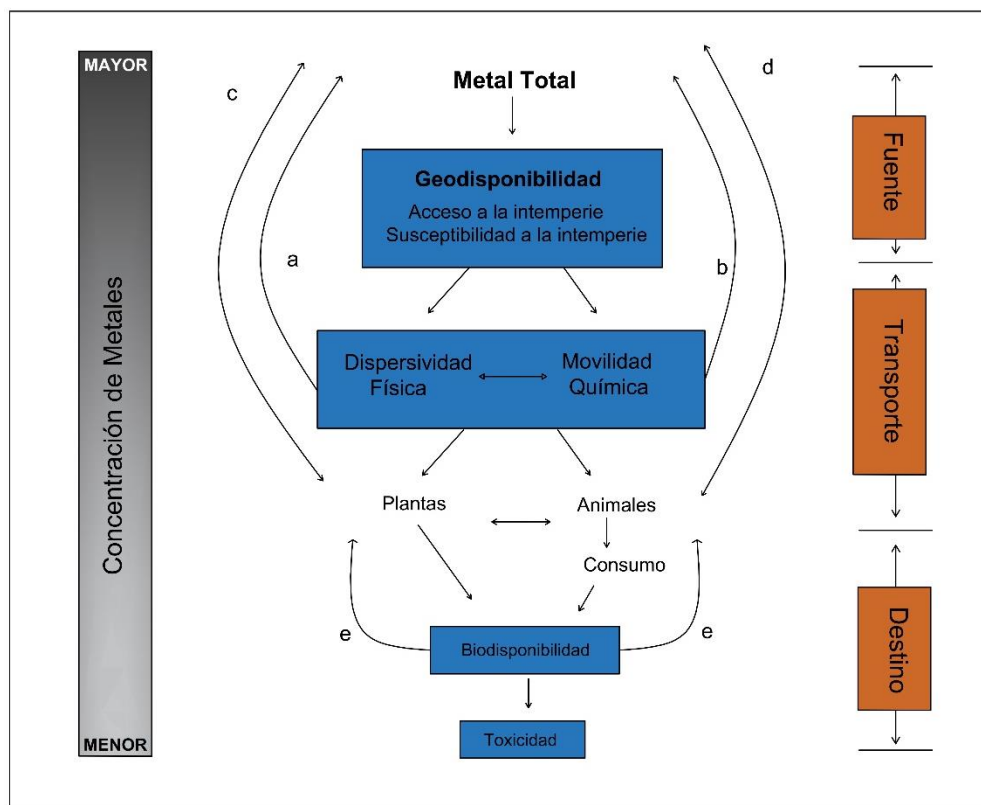 MAYOR
Concentración de Metales
MENOR
c
d
Metal Total
Geodisponibilidad
Acceso a la intemperie
Susceptibilidad a la intemperie
a
b
Dispersividad
Física
Movilidad
Química
Plantas
Animales
Consumo
e
e
Biodisponibilidad
Toxicidad
Fuente
Transporte
Destino